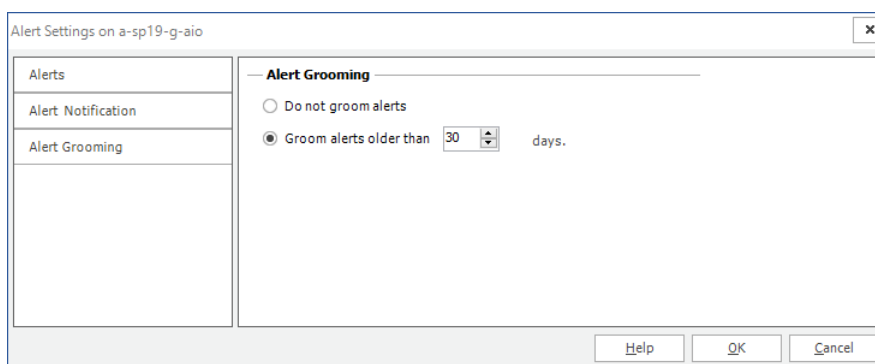 Alert Settings on a-sp19-g-aio
Alerts
Alert Notification
Alert Grooming
Alert Grooming
Do not groom alerts
Groom alerts older than 30 days.
Help OK Cancel